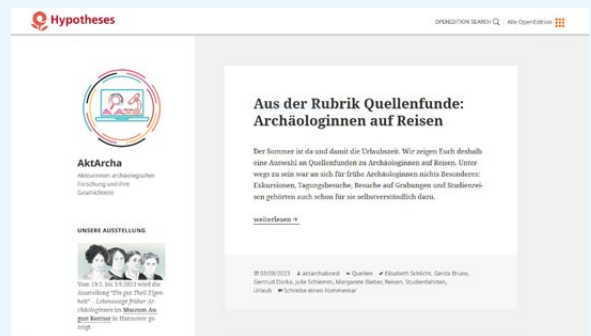 Hypotheses
OPENEDITION SEARCH Alle OpenEdition
AktArcha
Akteurinnen archäologischer
Forschung und ihre
Geschichte(n)
UNSERE AUSSTELLUNG
Vom 19.5. bis 3.9.2023 wird die
Ausstellung "Ein gut Theil Eigen-
heit" – Lebenswege früher Ar-
chäologinnen im Museum Au-
gust Kestner in Hannover ge-
zeigt.
Aus der Rubrik Quellenfunde:
Archäologinnen auf Reisen
Der Sommer ist da und damit die Urlaubszeit. Wir zeigen Euch deshalb
eine Auswahl an Quellenfunden zu Archäologinnen auf Reisen. Unter-
wegs zu sein war an sich für frühe Archäologinnen nichts Besonderes:
Exkursionen, Tagungsbesuche, Besuche auf Grabungen und Studienrei-
sen gehörten auch schon für sie selbstverständlich dazu.
weiterlesen →
03/08/2023 aktarchaboard Quellen Elisabeth Schlicht, Gerda Bruns,
Gertrud Dorka, Julie Schlemm, Margarete Bieber, Reisen, Studienfahrten,
Urlaub Schreibe einen Kommentar